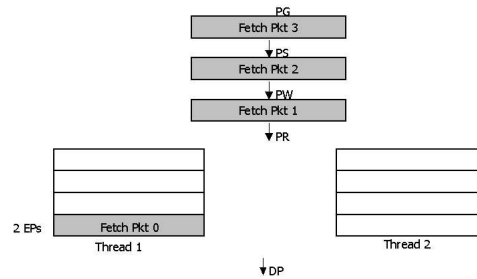 PG
Fetch Pkt 3
PS
Fetch Pkt 2
PW
Fetch Pkt 1
PR
2 EPs
Fetch Pkt 0
Thread 1
Thread 2
DP